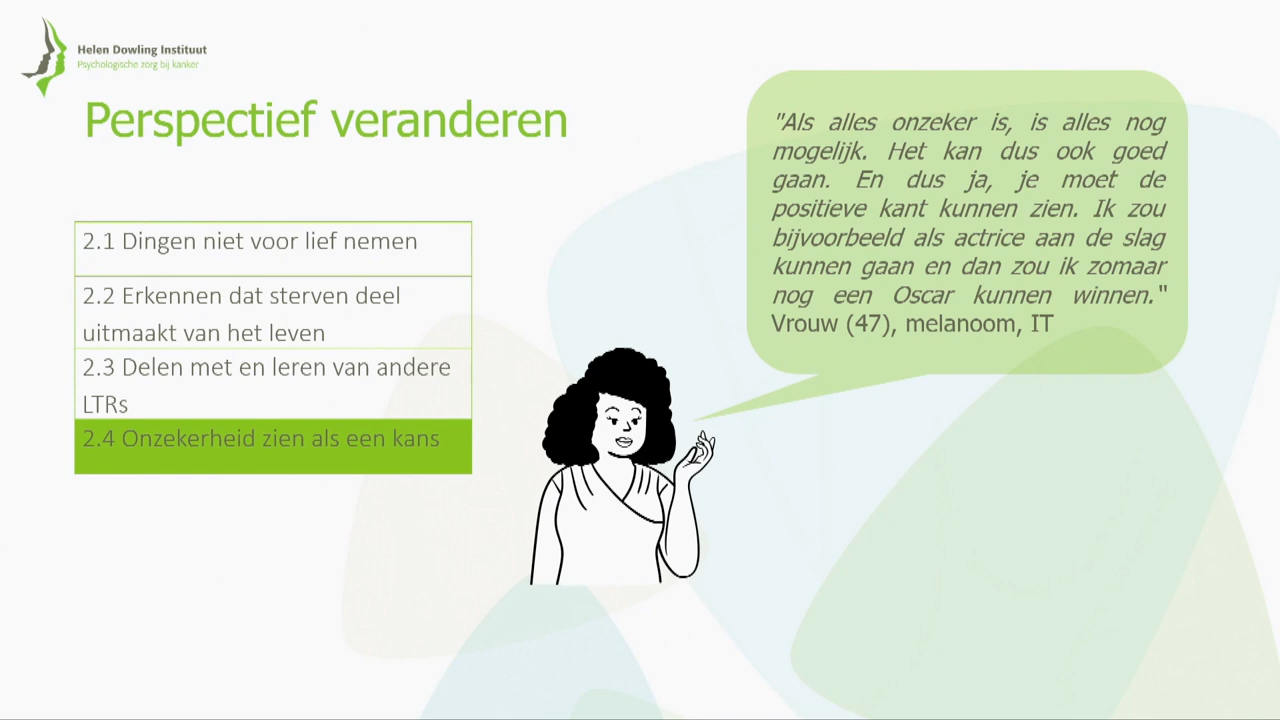 Helen Dowling Instituut
Psychologische zorg bij kanker
Perspectief veranderen
2.1 Dingen niet voor lief nemen
2.2 Erkennen dat sterven deel
uitmaakt van het leven
2.3 Delen met en leren van andere
LTRs
2.4 Onzekerheid zien als een kans
"Als alles onzeker is, is alles nog
mogelijk. Het kan dus ook goed
gaan. En dus ja, je moet de
positieve kant kunnen zien. Ik zou
bijvoorbeeld als actrice aan de slag
kunnen gaan en dan zou ik zomaar
nog een Oscar kunnen winnen."
Vrouw (47), melanoom, IT